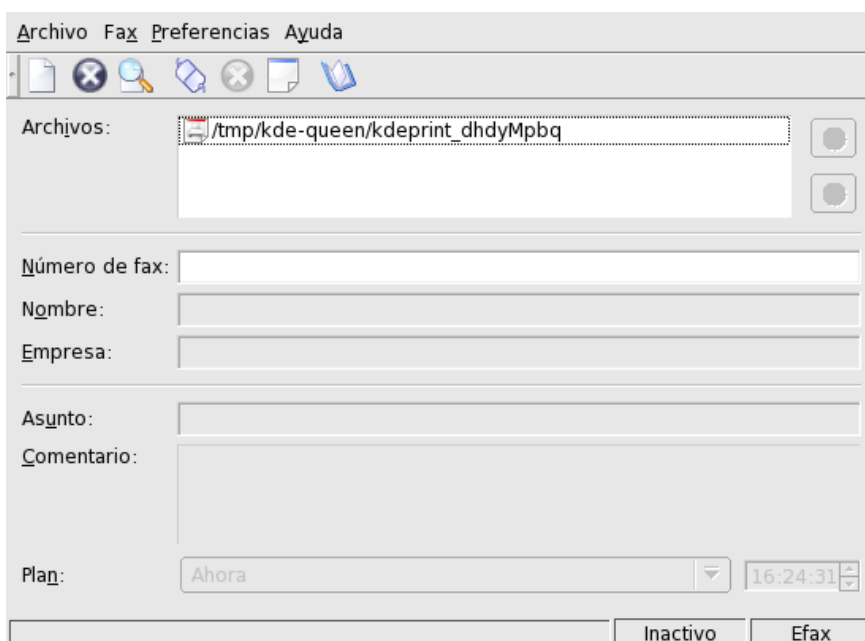 Archivo Fax Preferencias Ayuda
Archivos: /tmp/kde-queen/kdeprint_dhdyMpbq
Número de fax:
Nombre:
Empresa:
Asunto:
Comentario:
Plan: Ahora 16:24:31
Inactivo Efax